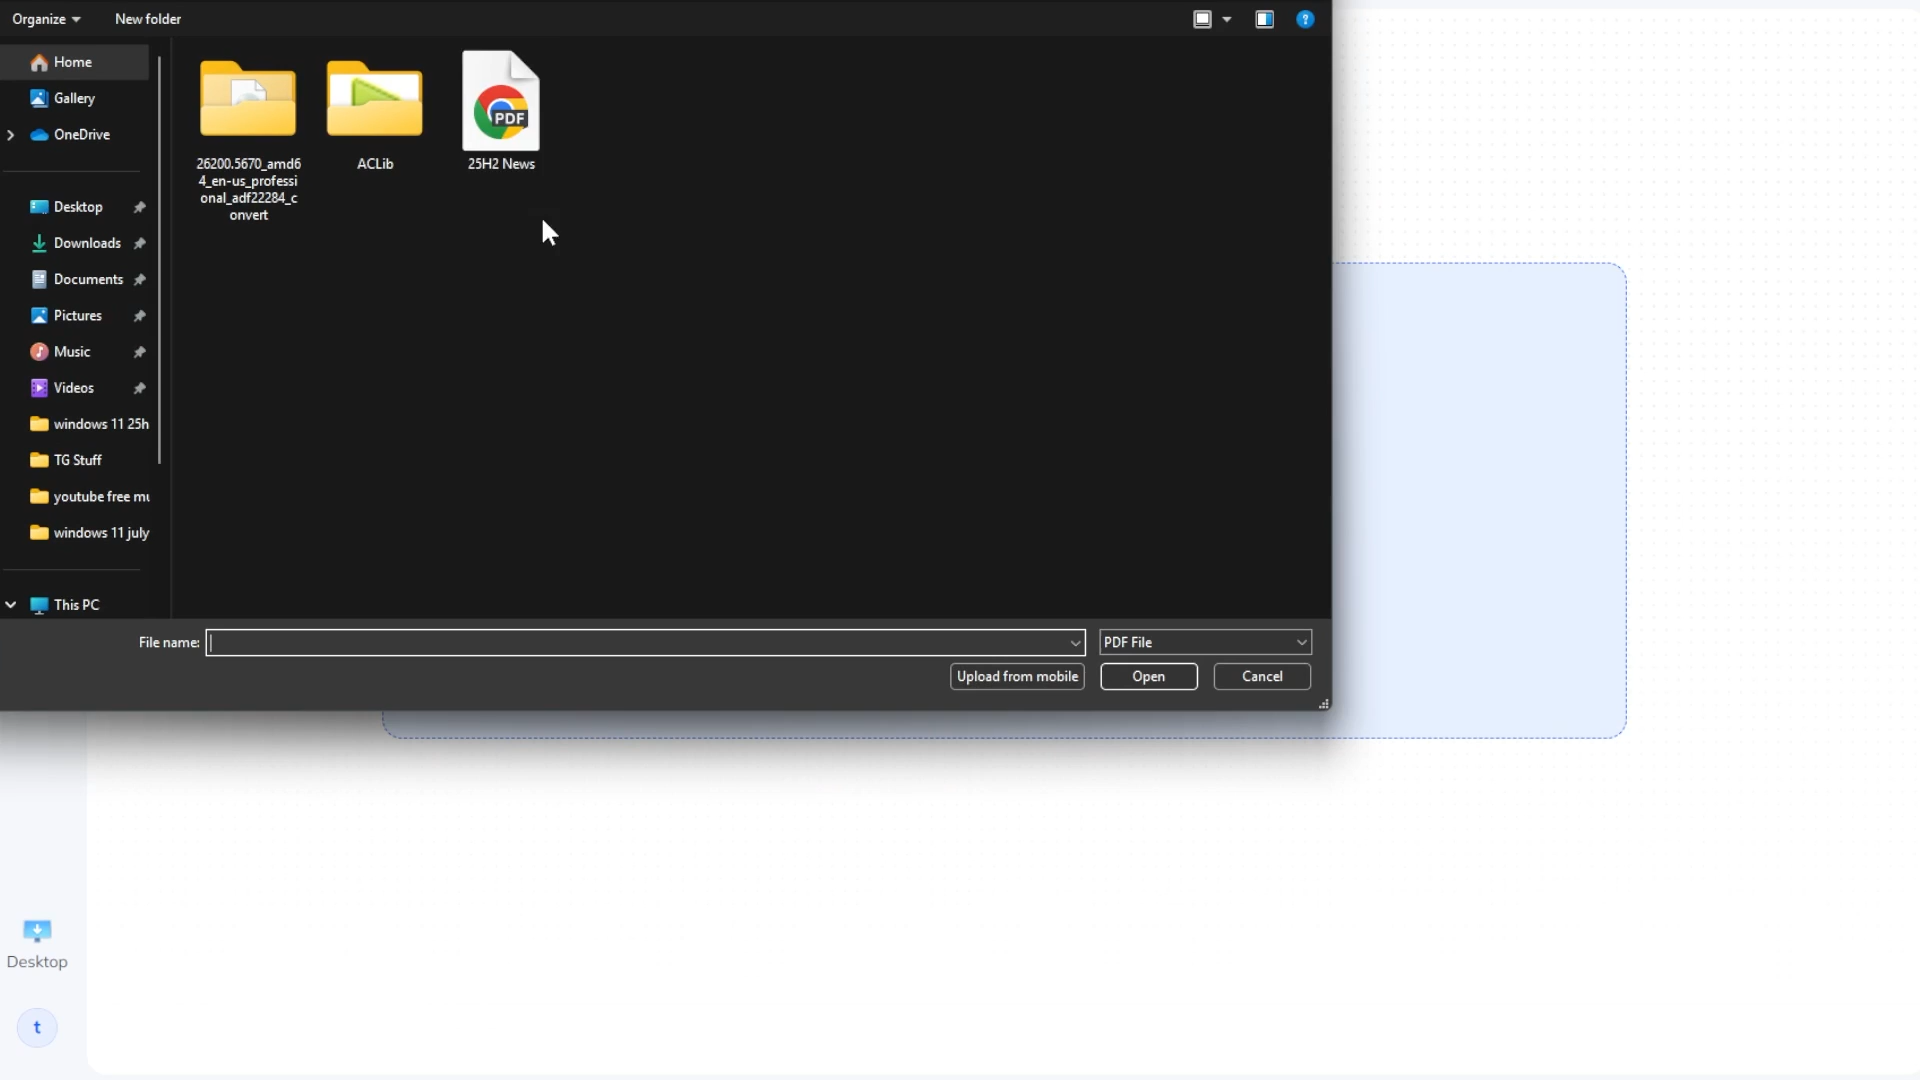 Organize
New folder
Home
Gallery
OneDrive
Desktop
Downloads
Documents
Pictures
Music
Videos
windows 11 25h
TG Stuff
youtube free mu
windows 11 july
This PC
26200.5670_amd6
4_en-us_professi
onal_adf22284_c
onvert
ACLib
PDF
25H2 News
File name:
PDF File
Upload from mobile
Open
Cancel
Desktop
t